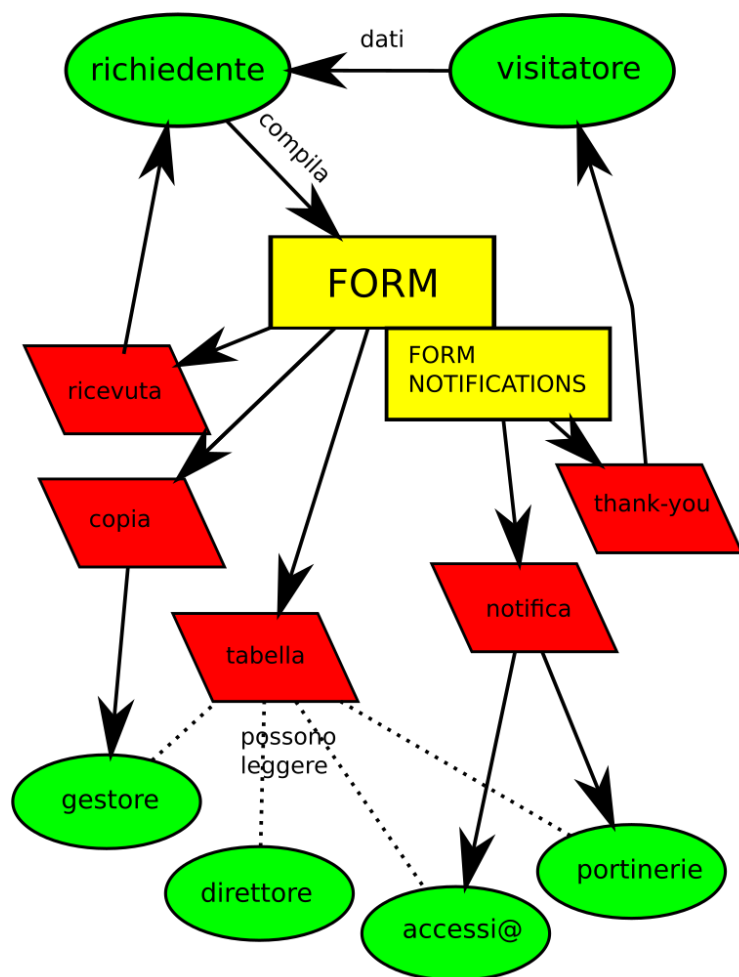 dati
richiedente
visitatore
compila
FORM
FORM
NOTIFICATIONS
ricevuta
copia
thank-you
notifica
tabella
possono
leggere
gestore
direttore
accessi@
portinerie